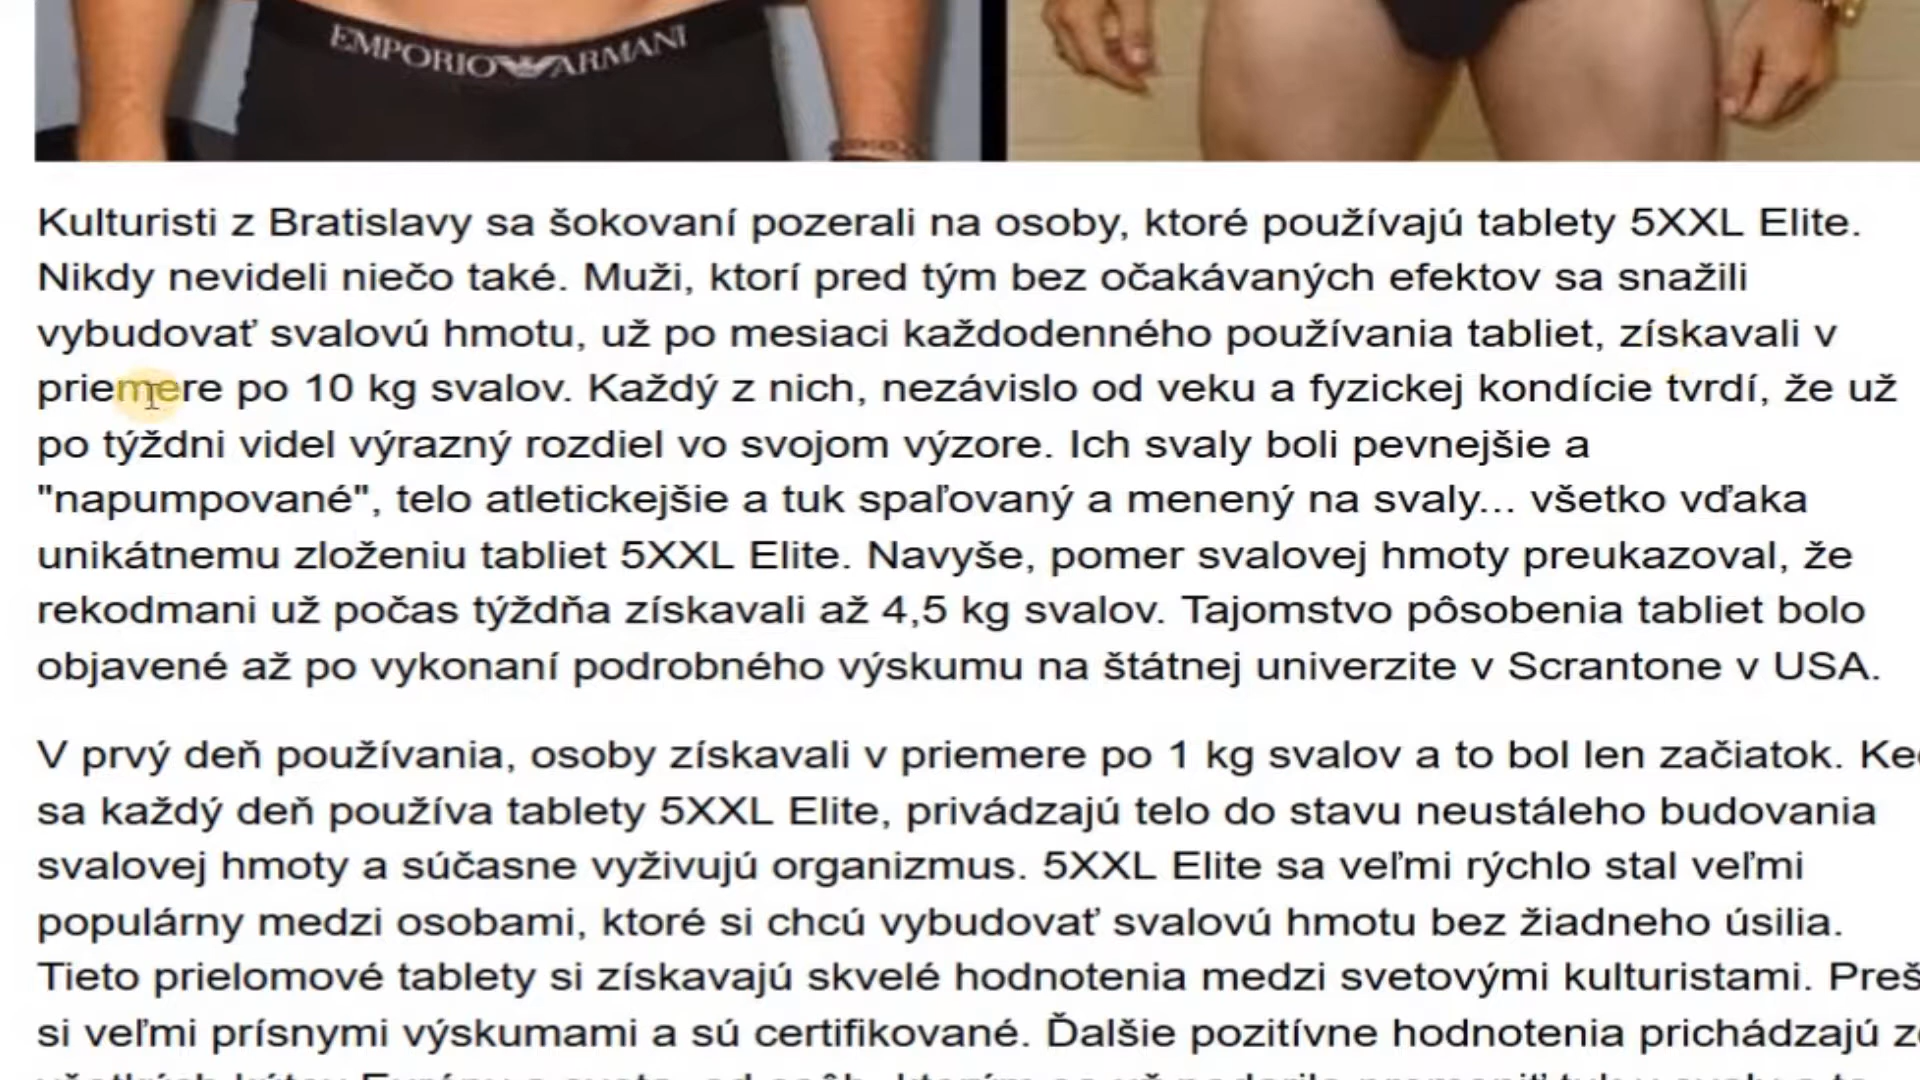 EMPORIO ARMANI
Kulturisti z Bratislavy sa šokovaní pozerali na osoby, ktoré používajú tablety 5XXL Elite.
Nikdy nevideli niečo také. Muži, ktorí pred tým bez očakávaných efektov sa snažili
vybudovať svalovú hmotu, už po mesiaci každodenného používania tabliet, získavali v
priemere po 10 kg svalov. Každý z nich, nezávislo od veku a fyzickej kondície tvrdí, že už
po týždni videl výrazný rozdiel vo svojom výzore. Ich svaly boli pevnejšie a
"napumpované", telo atletickejšie a tuk spaľovaný a menený na svaly... všetko vďaka
unikátnemu zloženiu tabliet 5XXL Elite. Navyše, pomer svalovej hmoty preukazoval, že
rekodmani už počas týždňa získavali až 4,5 kg svalov. Tajomstvo pôsobenia tabliet bolo
objavené až po vykonaní podrobného výskumu na štátnej univerzite v Scrantone v USA.
V prvý deň používania, osoby získavali v priemere po 1 kg svalov a to bol len začiatok.
sa každý deň používa tablety 5XXL Elite, privádzajú telo do stavu neustáleho budovania
svalovej hmoty a súčasne vyživujú organizmus. 5XXL Elite sa veľmi rýchlo stal veľmi
populárny medzi osobami, ktoré si chcú vybudovať svalovú hmotu bez žiadneho úsilia.
Tieto prielomové tablety si získavajú skvelé hodnotenia medzi svetovými kulturistami.
si veľmi prísnymi výskumami a sú certifikované. Ďalšie pozitívne hodnotenia prichádzajú